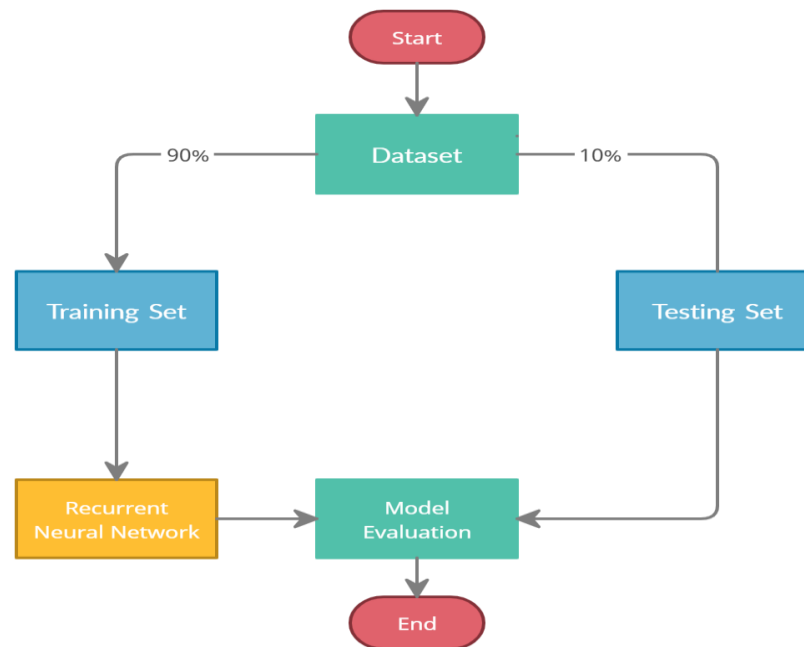 Start
Dataset
90%
10%
Training Set
Testing Set
Recurrent
Neural Network
Model
Evaluation
End